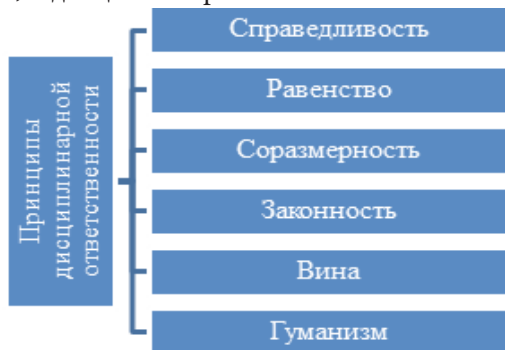 Принципы
дисциплинарной
ответственности
Справедливость
Равенство
Соразмерность
Законность
Вина
Гуманизм